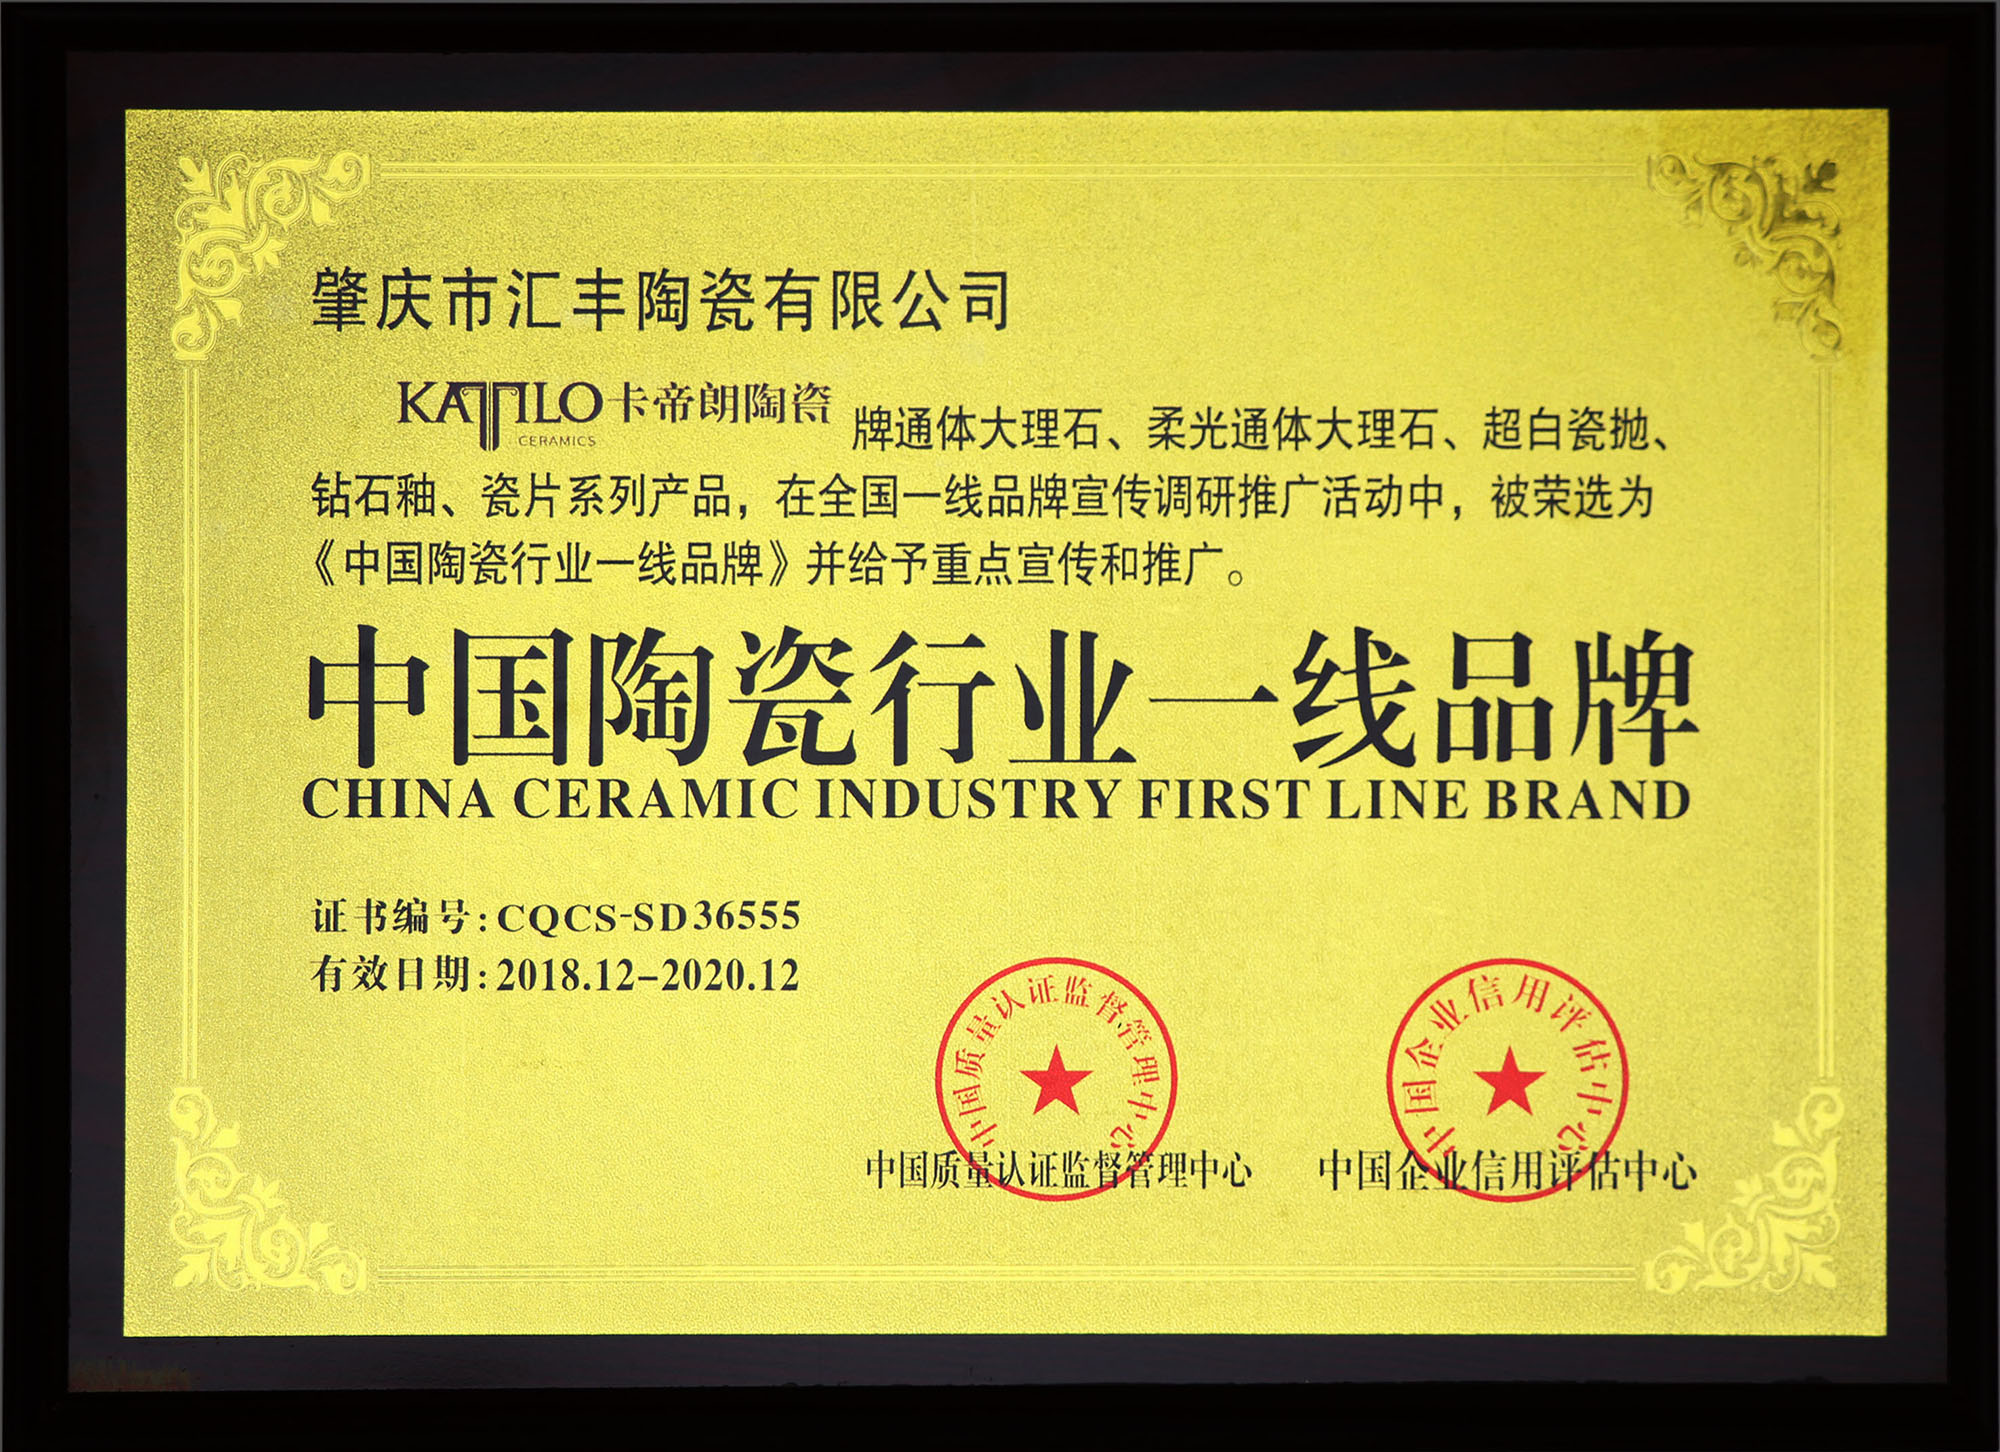 肇庆市汇丰陶瓷有限公司
KATILO卡帝朗陶瓷 牌通体大理石、柔光通体大理石、超白瓷抛、
CERAMICS
钻石釉、瓷片系列产品，在全国一线品牌宣传调研推广活动中，被荣选为
《中国陶瓷行业一线品牌》并给予重点宣传和推广。
中国陶瓷行业一线品牌
CHINA CERAMIC INDUSTRY FIRST LINE BRAND
证书编号:CQCS-SD36555
有效日期:2018.12-2020.12
中国质量认证监督管理中心
中国企业信用评估中心
中国质量认证监督管理中心 中国企业信用评估中心